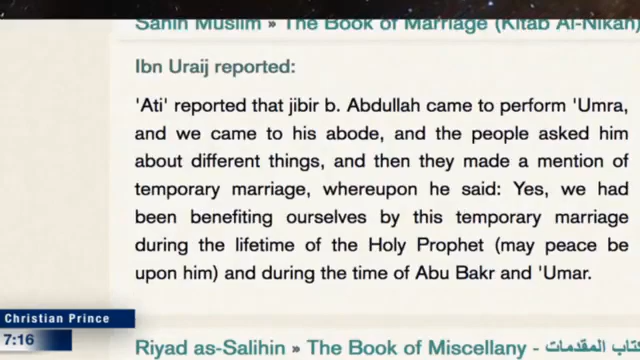 Sahih Muslim » The Book of Marriage (Kitab Al-Nikah)
Ibn Uraij reported:
'Ati' reported that jibir b. Abdullah came to perform 'Umra,
and we came to his abode, and the people asked him
about different things, and then they made a mention of
temporary marriage, whereupon he said: Yes, we had
been benefiting ourselves by this temporary marriage
during the lifetime of the Holy Prophet (may peace be
upon him) and during the time of Abu Bakr and 'Umar.
Christian Prince
7:16
Riyad as-Salihin » The Book of Miscellany - كتاب المقدمات